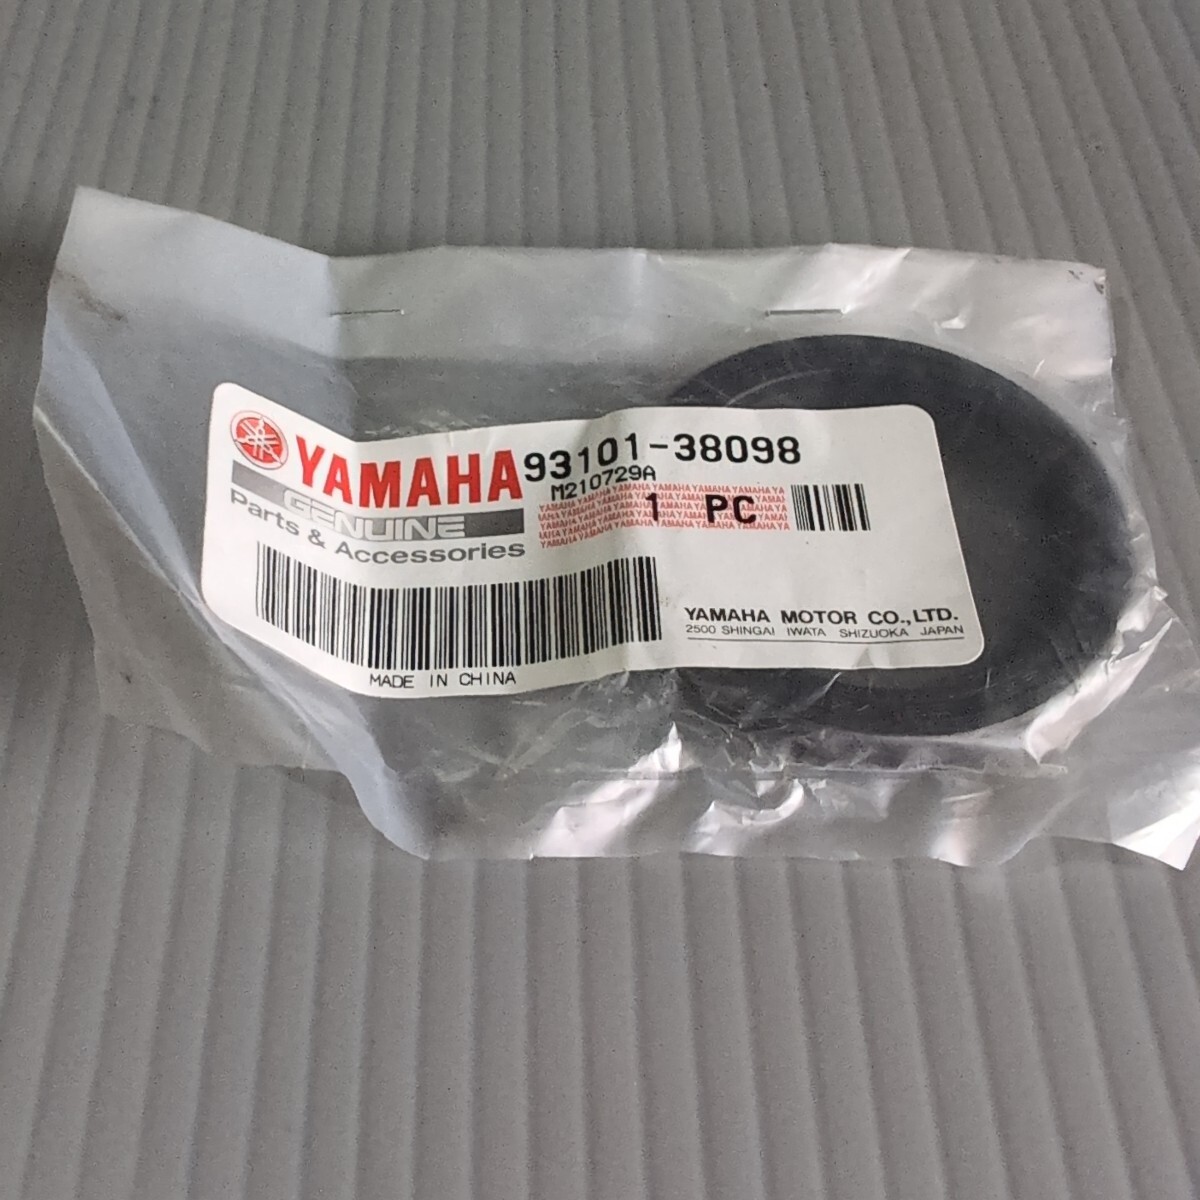 YAMAHA 93101-38098
M210729A
GENUINE
1 PC
Parts & Accessories
YAMAHA MOTOR CO.,LTD.
2500 SHINGAI IWATA SHIZUOKA JAPAN
MADE IN CHINA